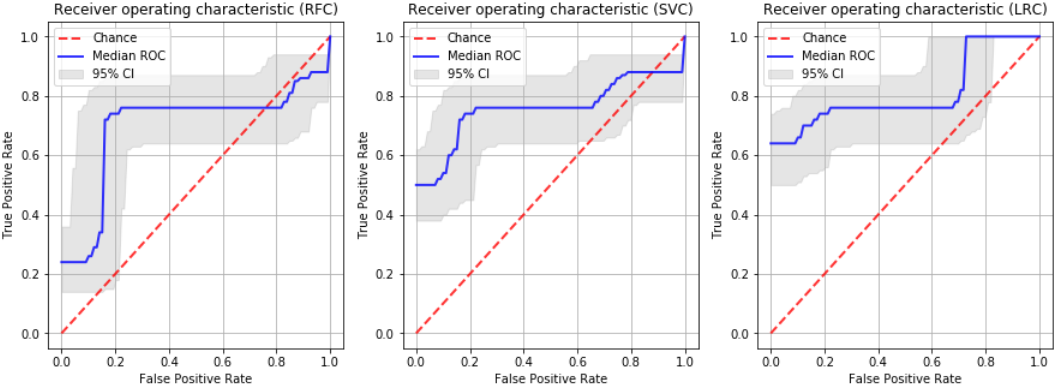 Receiver operating characteristic (RFC)
Chance
Median ROC
95% CI
True Positive Rate
1.0
0.8
0.6
0.4
0.2
0.0
0.0 0.2 0.4 0.6 0.8 1.0
False Positive Rate
Receiver operating characteristic (SVC)
Chance
Median ROC
95% CI
True Positive Rate
1.0
0.8
0.6
0.4
0.2
0.0
0.0 0.2 0.4 0.6 0.8 1.0
False Positive Rate
Receiver operating characteristic (LRC)
Chance
Median ROC
95% CI
True Positive Rate
1.0
0.8
0.6
0.4
0.2
0.0
0.0 0.2 0.4 0.6 0.8 1.0
False Positive Rate